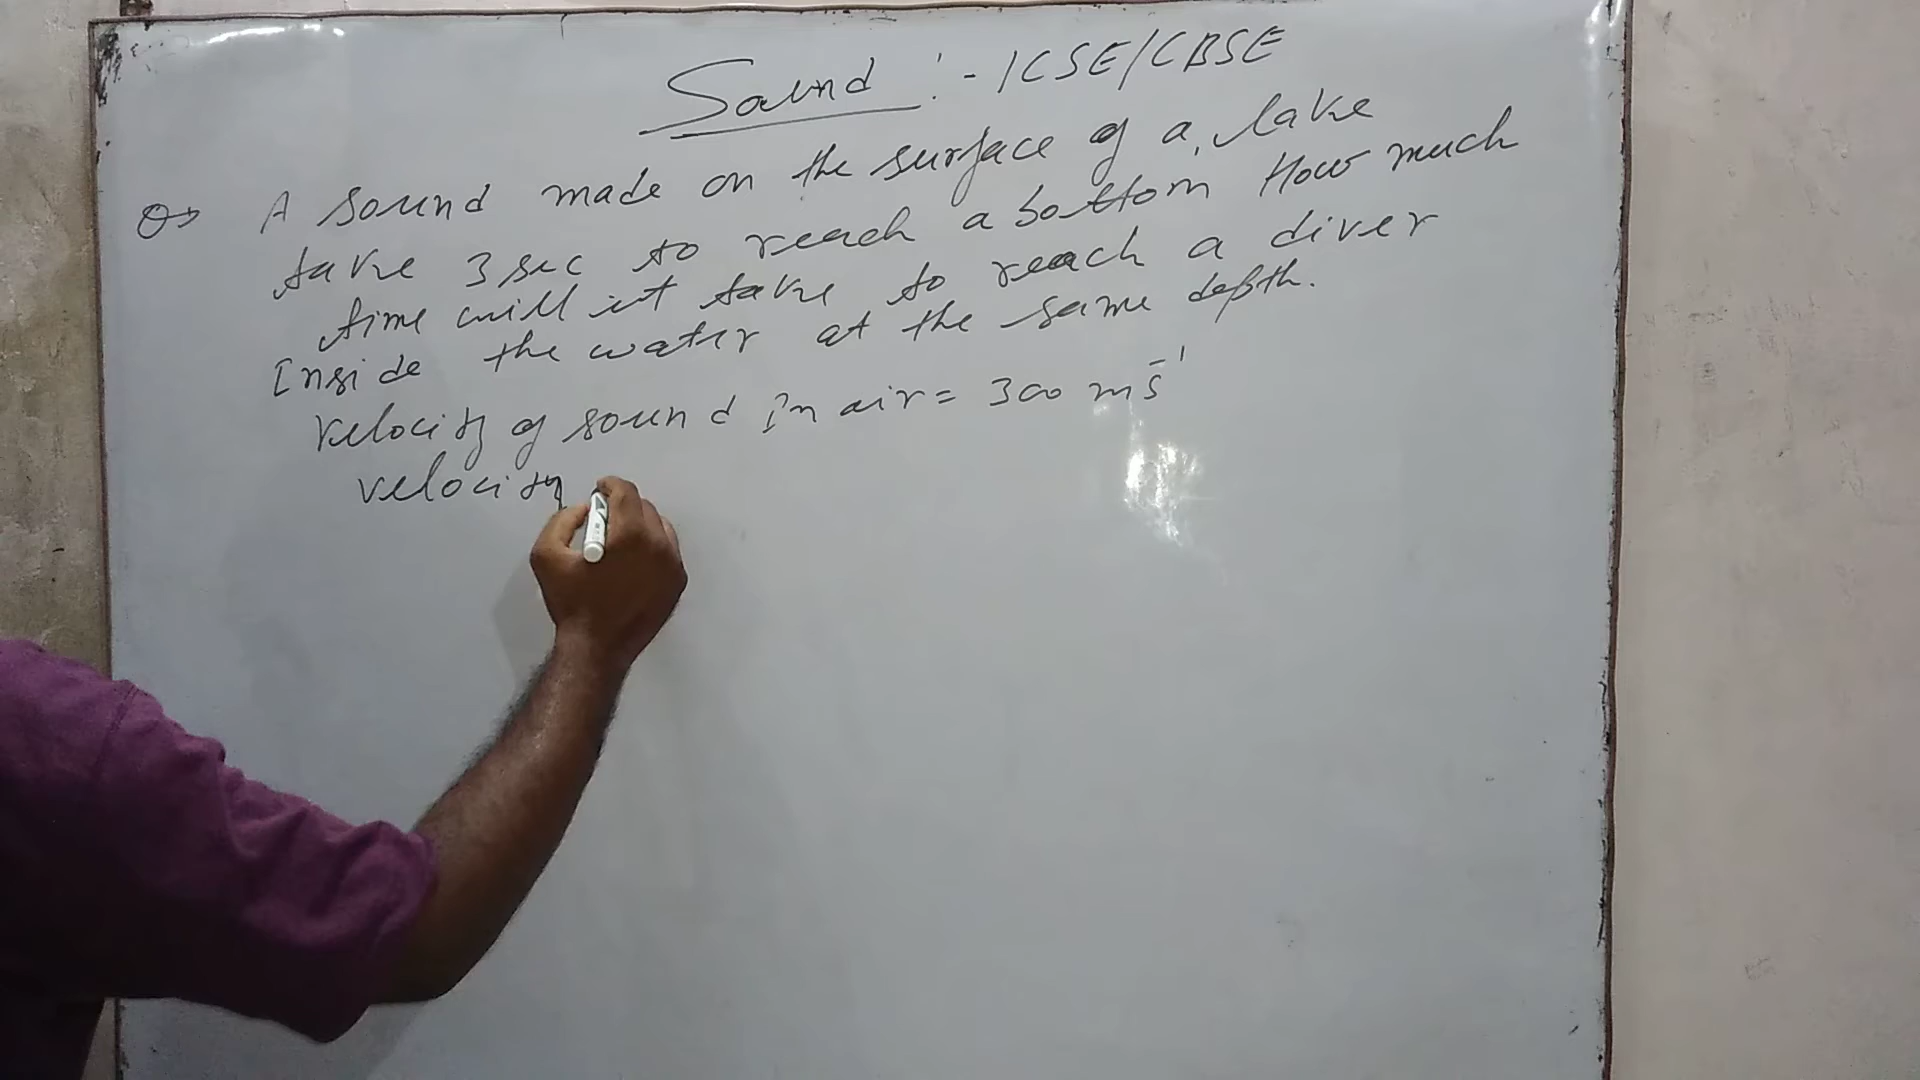 Sound :- ICSE/CBSE
Q→ A sound made on the surface of a lake
take 3 sec to reach a bottom How much
time will it take to reach a diver
Inside the water at the same depth.
velocity of sound in air = 300 ms⁻¹
velocity